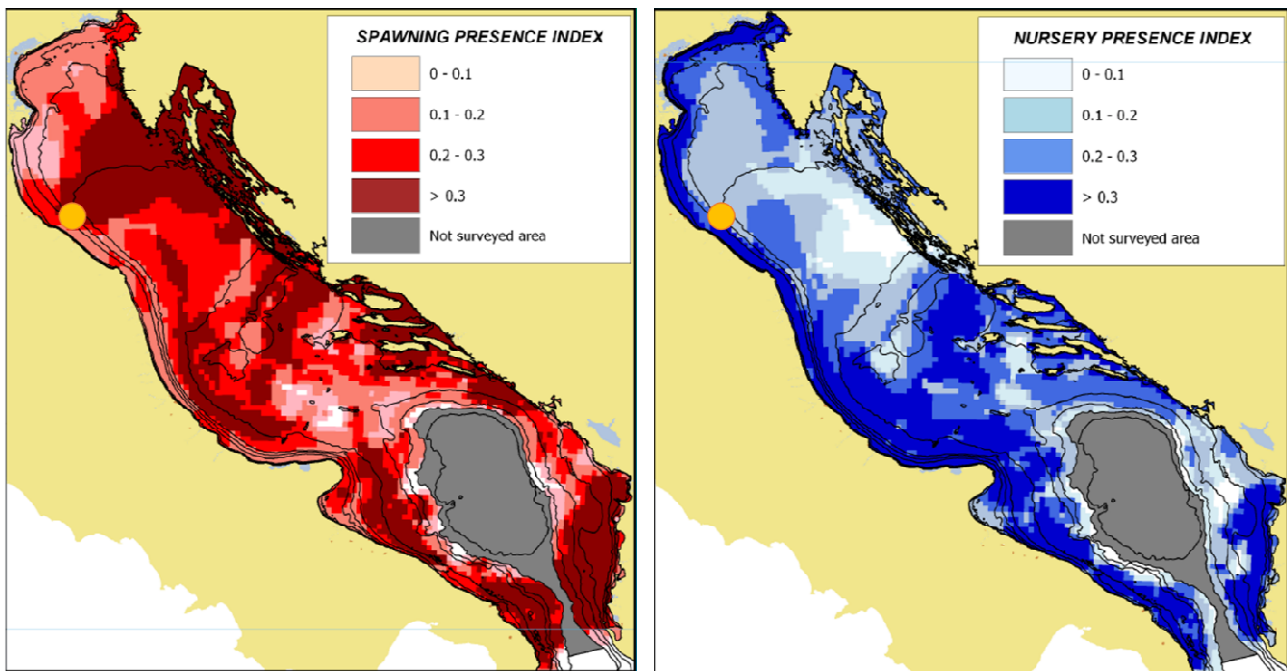 SPAWNING PRESENCE INDEX
0 - 0.1
0.1 - 0.2
0.2 - 0.3
> 0.3
Not surveyed area
NURSERY PRESENCE INDEX
0 - 0.1
0.1 - 0.2
0.2 - 0.3
> 0.3
Not surveyed area